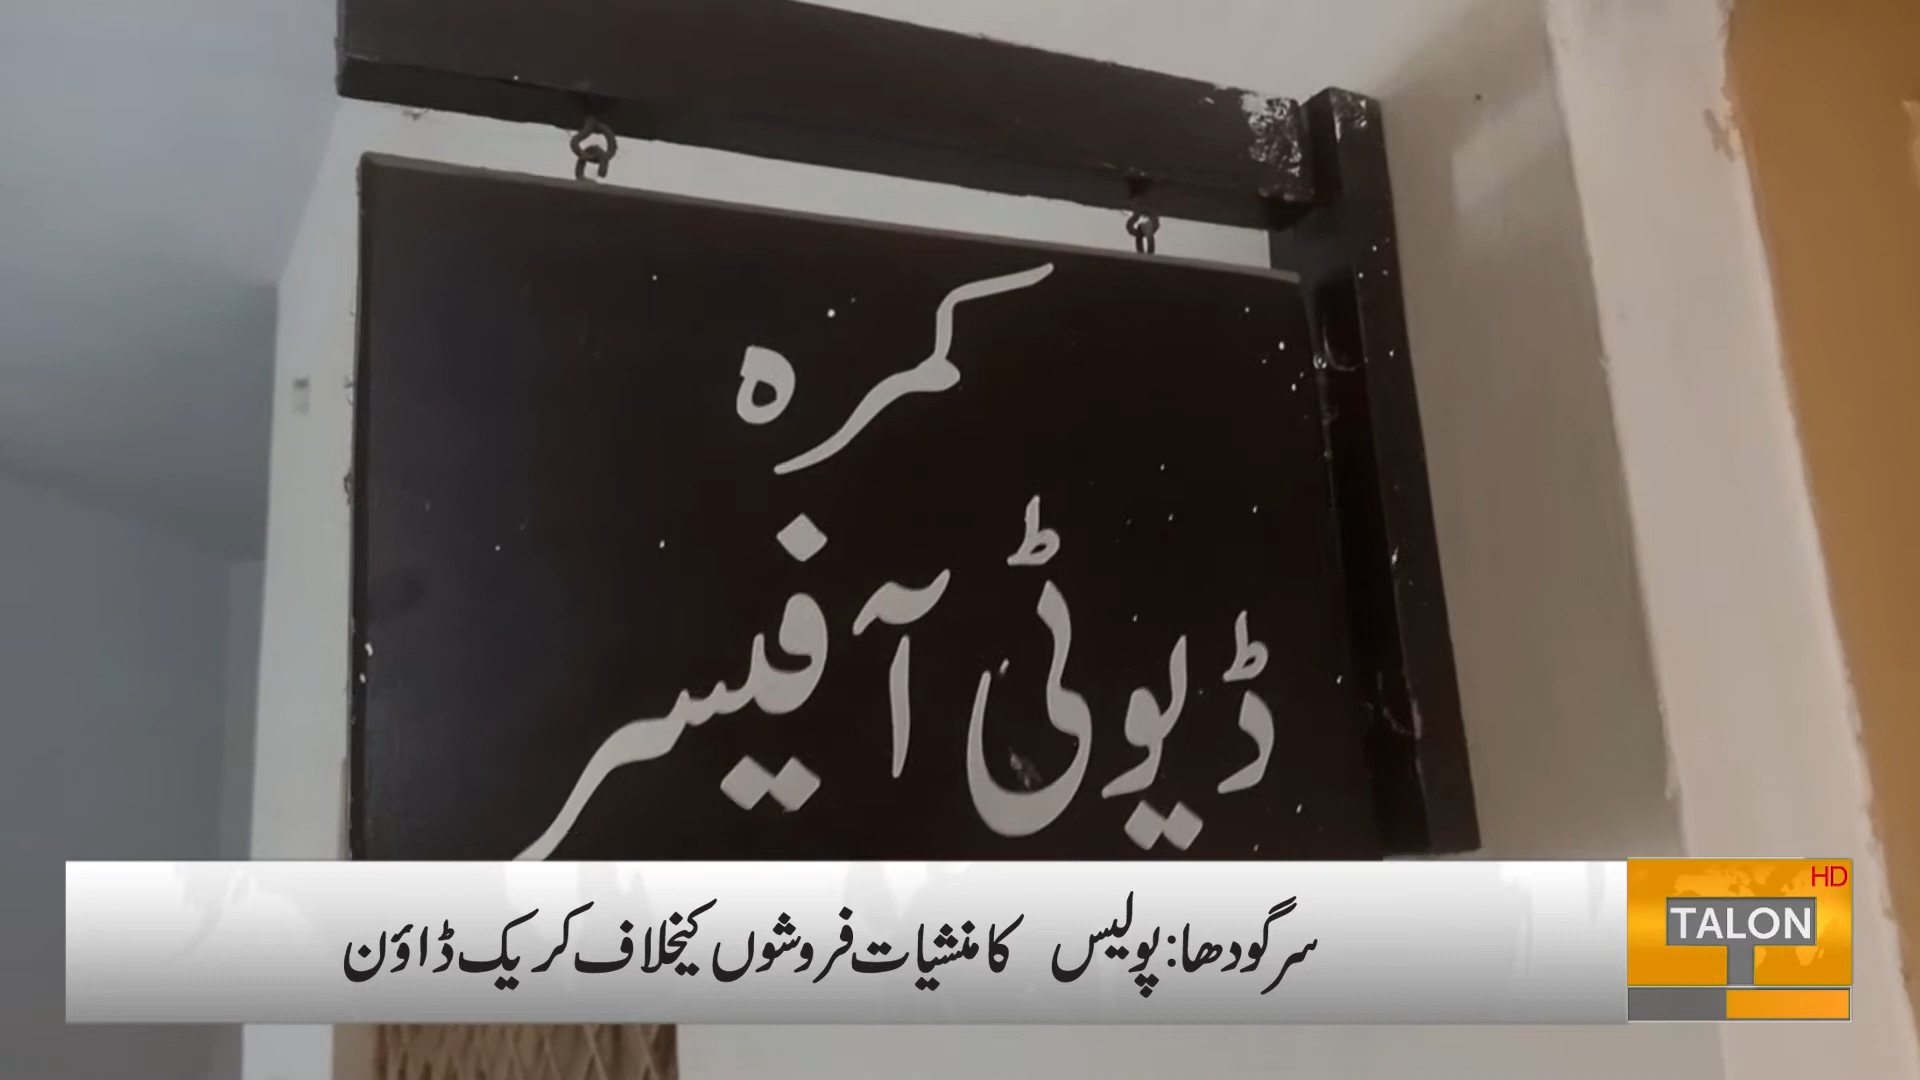 کمرہ
ڈیوٹی آفیسر
سرگودھا: پولیس کا منشیات فروشوں کیخلاف کریک ڈاؤن
HD
TALON